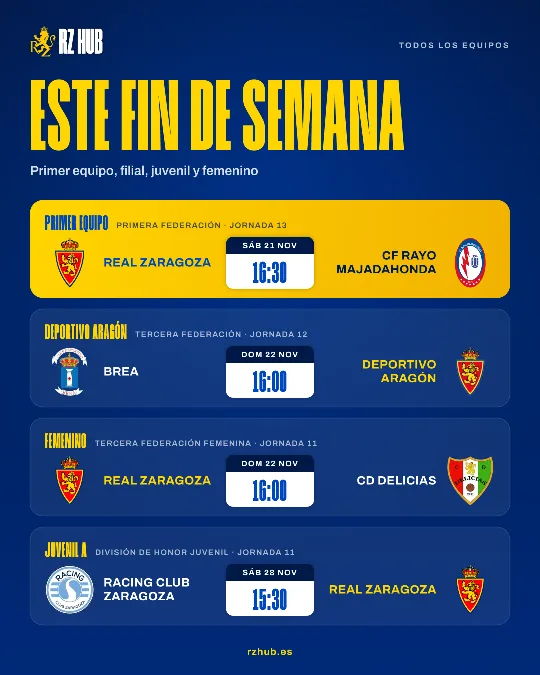 RZ HUB
TODOS LOS EQUIPOS
ESTE FIN DE SEMANA
Primer equipo, filial, juvenil y femenino
PRIMER EQUIPO PRIMERA FEDERACIÓN · JORNADA 13
REAL ZARAGOZA
SÁB 21 NOV
16:30
CF RAYO
MAJADAHONDA
DEPORTIVO ARAGÓN TERCERA FEDERACIÓN · JORNADA 12
BREA
DOM 22 NOV
16:00
DEPORTIVO
ARAGÓN
FEMENINO TERCERA FEDERACIÓN FEMENINA · JORNADA 11
REAL ZARAGOZA
DOM 22 NOV
16:00
CD DELICIAS
JUVENIL A DIVISIÓN DE HONOR JUVENIL · JORNADA 11
RACING
RACING CLUB
ZARAGOZA
SÁB 28 NOV
15:30
REAL ZARAGOZA
rzhub.es